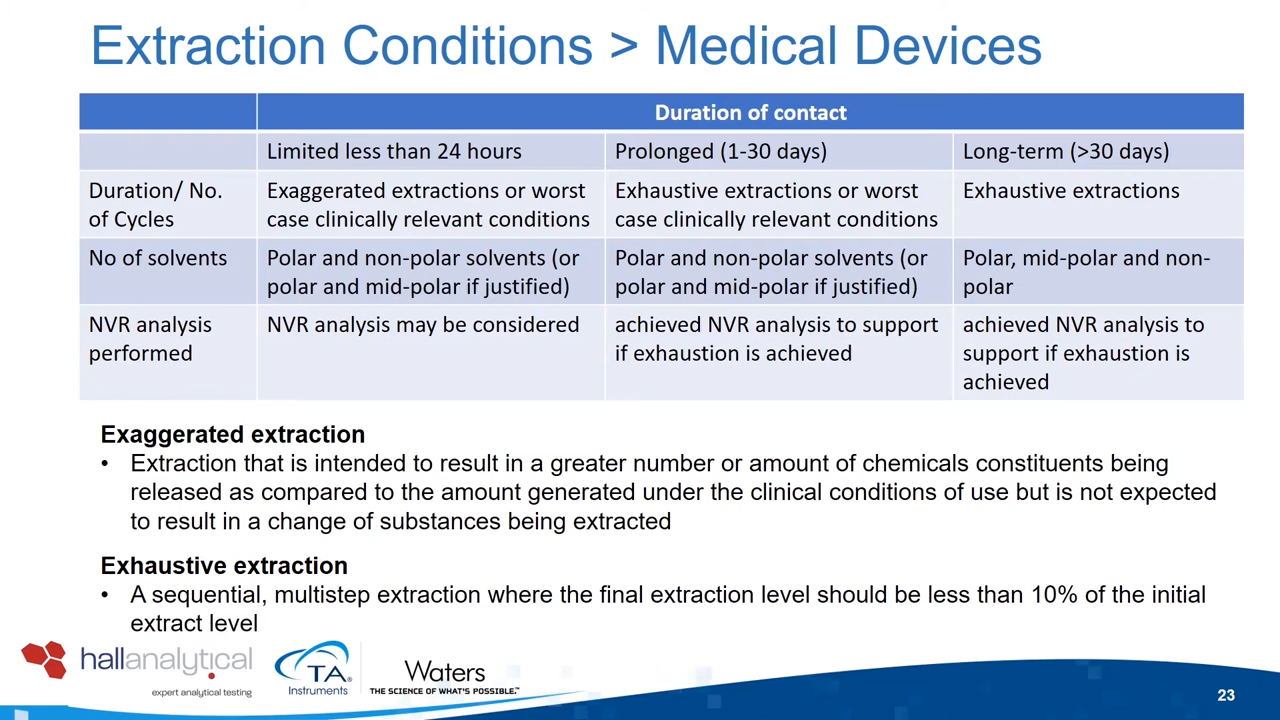 Extraction Conditions > Medical Devices
Duration of contact
Limited less than 24 hours
Prolonged (1-30 days)
Long-term (>30 days)
Duration/ No.
of Cycles
Exaggerated extractions or worst
case clinically relevant conditions
Exhaustive extractions or worst
case clinically relevant conditions
Exhaustive extractions
No of solvents
Polar and non-polar solvents (or
polar and mid-polar if justified)
Polar and non-polar solvents (or
polar and mid-polar if justified)
Polar, mid-polar and non-
polar
NVR analysis
performed
NVR analysis may be considered
achieved NVR analysis to support
if exhaustion is achieved
achieved NVR analysis to
support if exhaustion is
achieved
Exaggerated extraction
• Extraction that is intended to result in a greater number or amount of chemicals constituents being
released as compared to the amount generated under the clinical conditions of use but is not expected
to result in a change of substances being extracted
Exhaustive extraction
• A sequential, multistep extraction where the final extraction level should be less than 10% of the initial
extract level
hallanalytical
expert analytical testing
TA®
Instruments
Waters
THE SCIENCE OF WHAT'S POSSIBLE.™
23